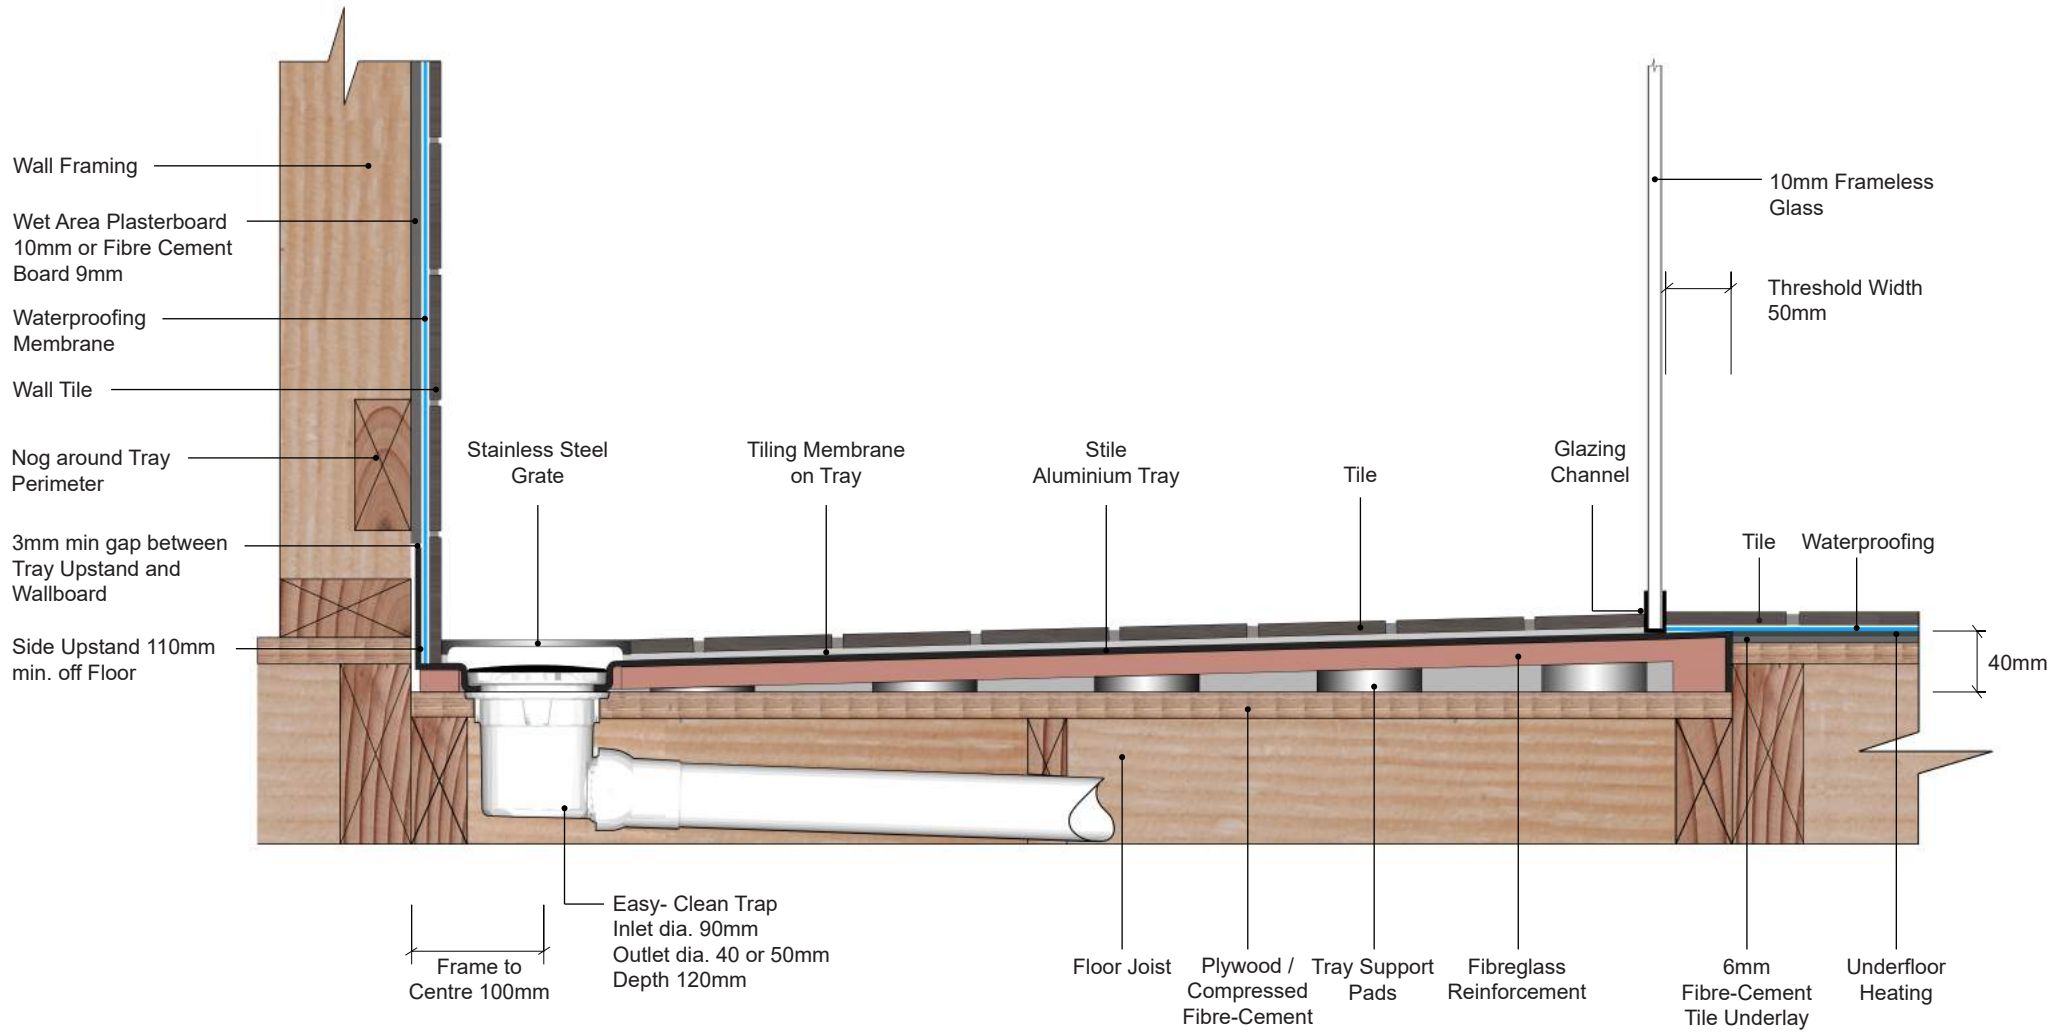 Wall Framing
Wet Area Plasterboard
10mm or Fibre Cement
Board 9mm
Waterproofing
Membrane
Wall Tile
Nog around Tray
Perimeter
3mm min gap between
Tray Upstand and
Wallboard
Side Upstand 110mm
min. off Floor
Stainless Steel
Grate
Tiling Membrane
on Tray
Stile
Aluminium Tray
Tile
Glazing
Channel
10mm Frameless
Glass
Threshold Width
50mm
Tile
Waterproofing
40mm
Frame to
Centre 100mm
Easy- Clean Trap
Inlet dia. 90mm
Outlet dia. 40 or 50mm
Depth 120mm
Floor Joist
Plywood /
Compressed
Fibre-Cement
Tray Support
Pads
Fibreglass
Reinforcement
6mm
Fibre-Cement
Tile Underlay
Underfloor
Heating